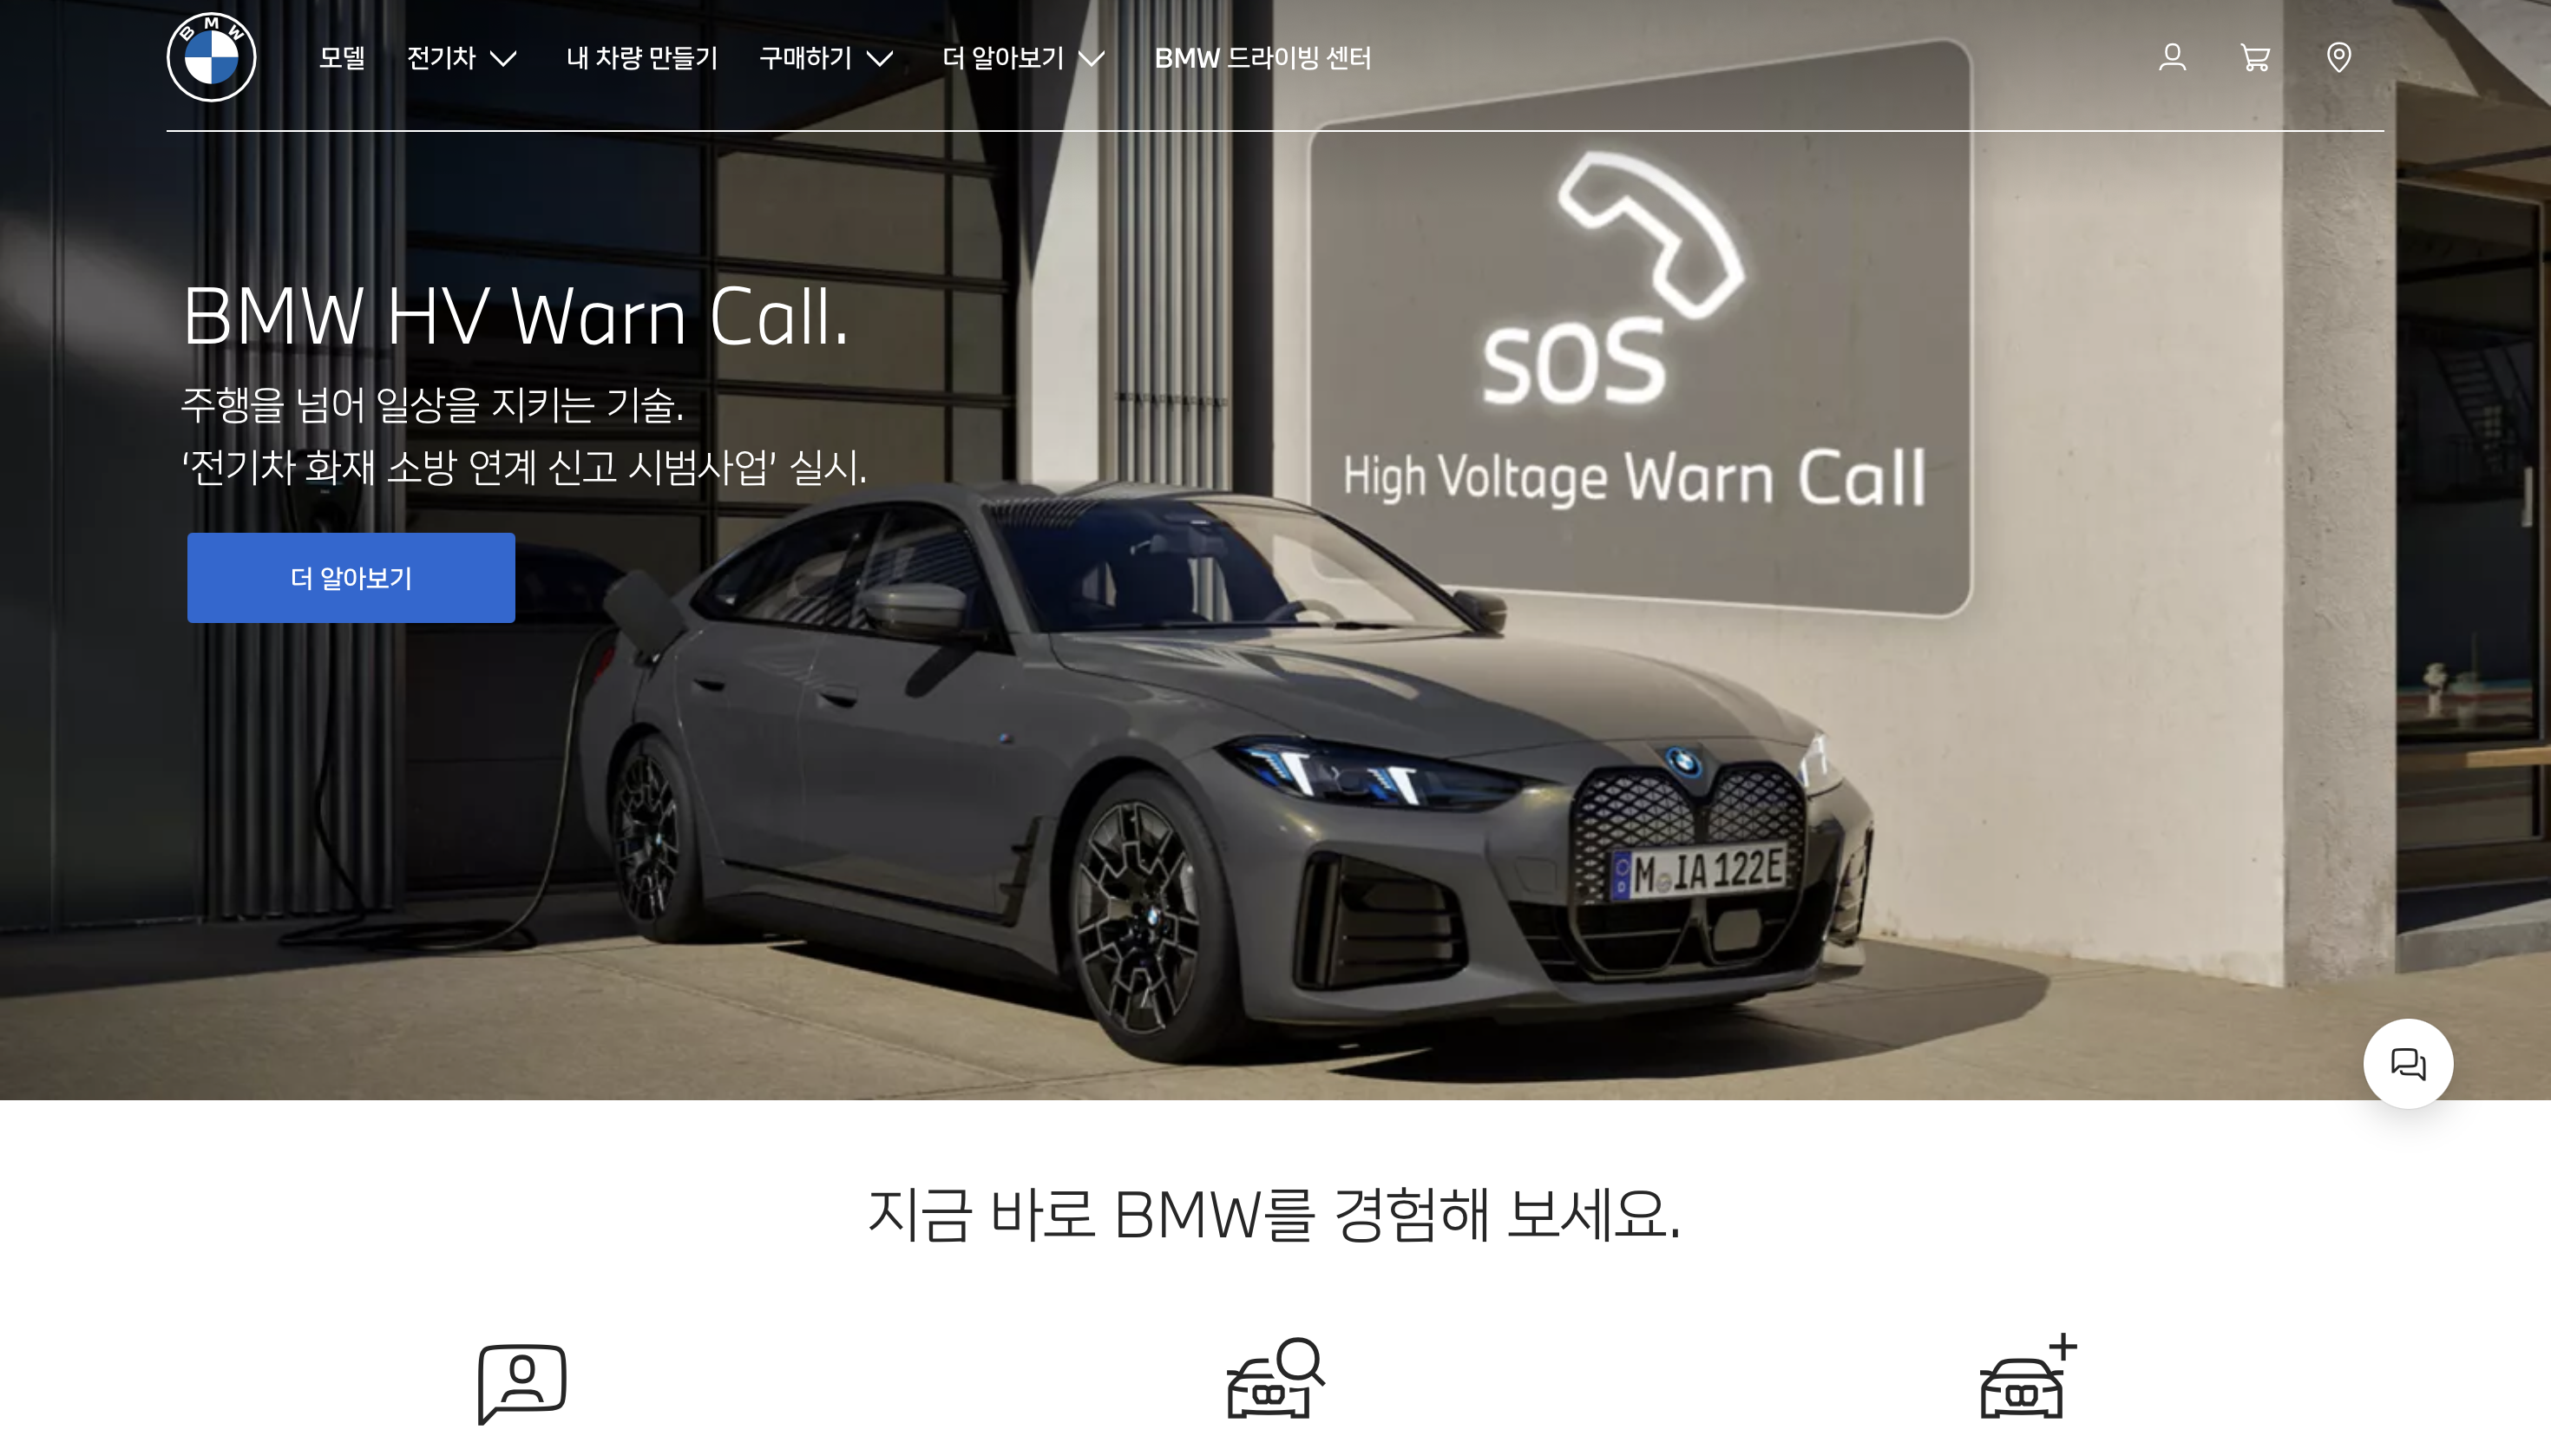 BMW
모델
전기차
내 차량 만들기
구매하기
더 알아보기
BMW 드라이빙 센터
BMW HV Warn Call.
주행을 넘어 일상을 지키는 기술.
‘전기차 화재 소방 연계 신고 시범사업’ 실시.
더 알아보기
SOS
High Voltage Warn Call
M IA 122E
지금 바로 BMW를 경험해 보세요.